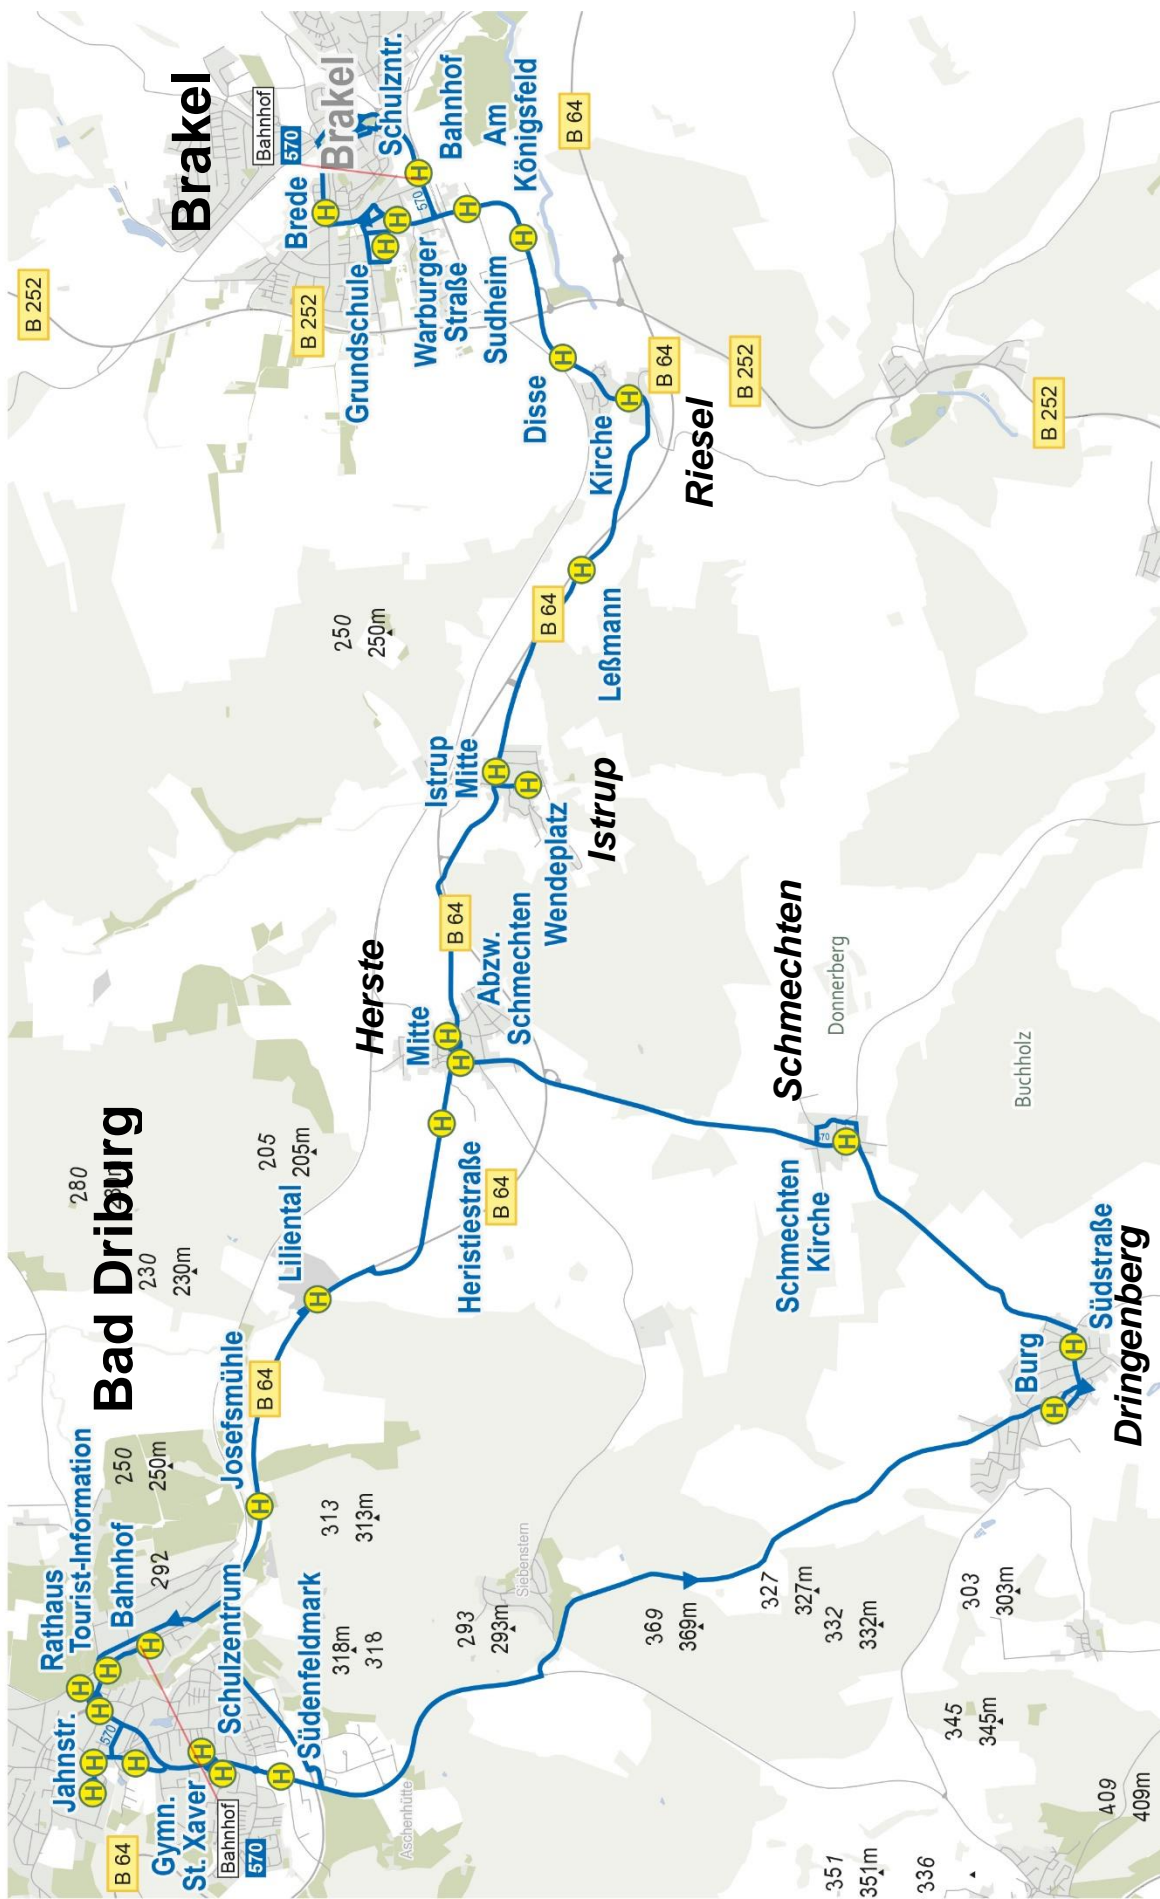 Brakel
Bahnhof
570
Brakel
Schulzntr.
Bahnhof
Am
Königsfeld
B 64
Brede
570
B 252
B 252
Grundschule
Warburger
Straße
Sudheim
Disse
Kirche
B 64
B 252
B 252
Riesel
250
250m
B 64
Leßmann
Istrup
Mitte
Wendeplatz
Istrup
B 64
Herste
Mitte
Abzw.
Schmechten
Schmechten
Donnerberg
Buchholz
570
Schmechten
Kirche
Heristiestraße
B 64
Bad Driburg
280
230
230m
205
205m
Liliental
Josefsmühle
B 64
Südstraße
Burg
Dringenberg
Rathaus
Tourist-Information
Bahnhof
250
250m
292
313
313m
Schulzentrum
Südenfeldmark
318m
318
Siebenstern
293
293m
369
369m
327
327m
332
332m
303
303m
345
345m
Jahnstr.
570
Gymn.
St. Xaver
Bahnhof
570
B 64
Aschenhütte
351
351m
336
409
409m